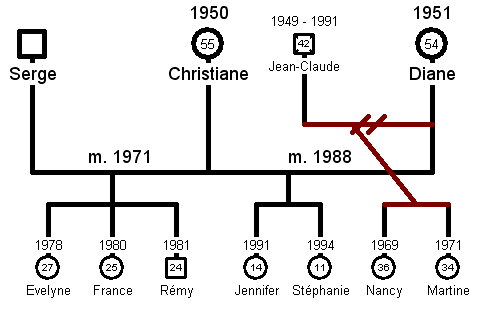 1950 1949 - 1991 1951
55 42 54
Serge Christiane Jean-Claude Diane
m. 1971 m. 1988
1978 1980 1981 1991 1994 1969 1971
27 25 24 14 11 36 34
Evelyne France Rémy Jennifer Stéphanie Nancy Martine